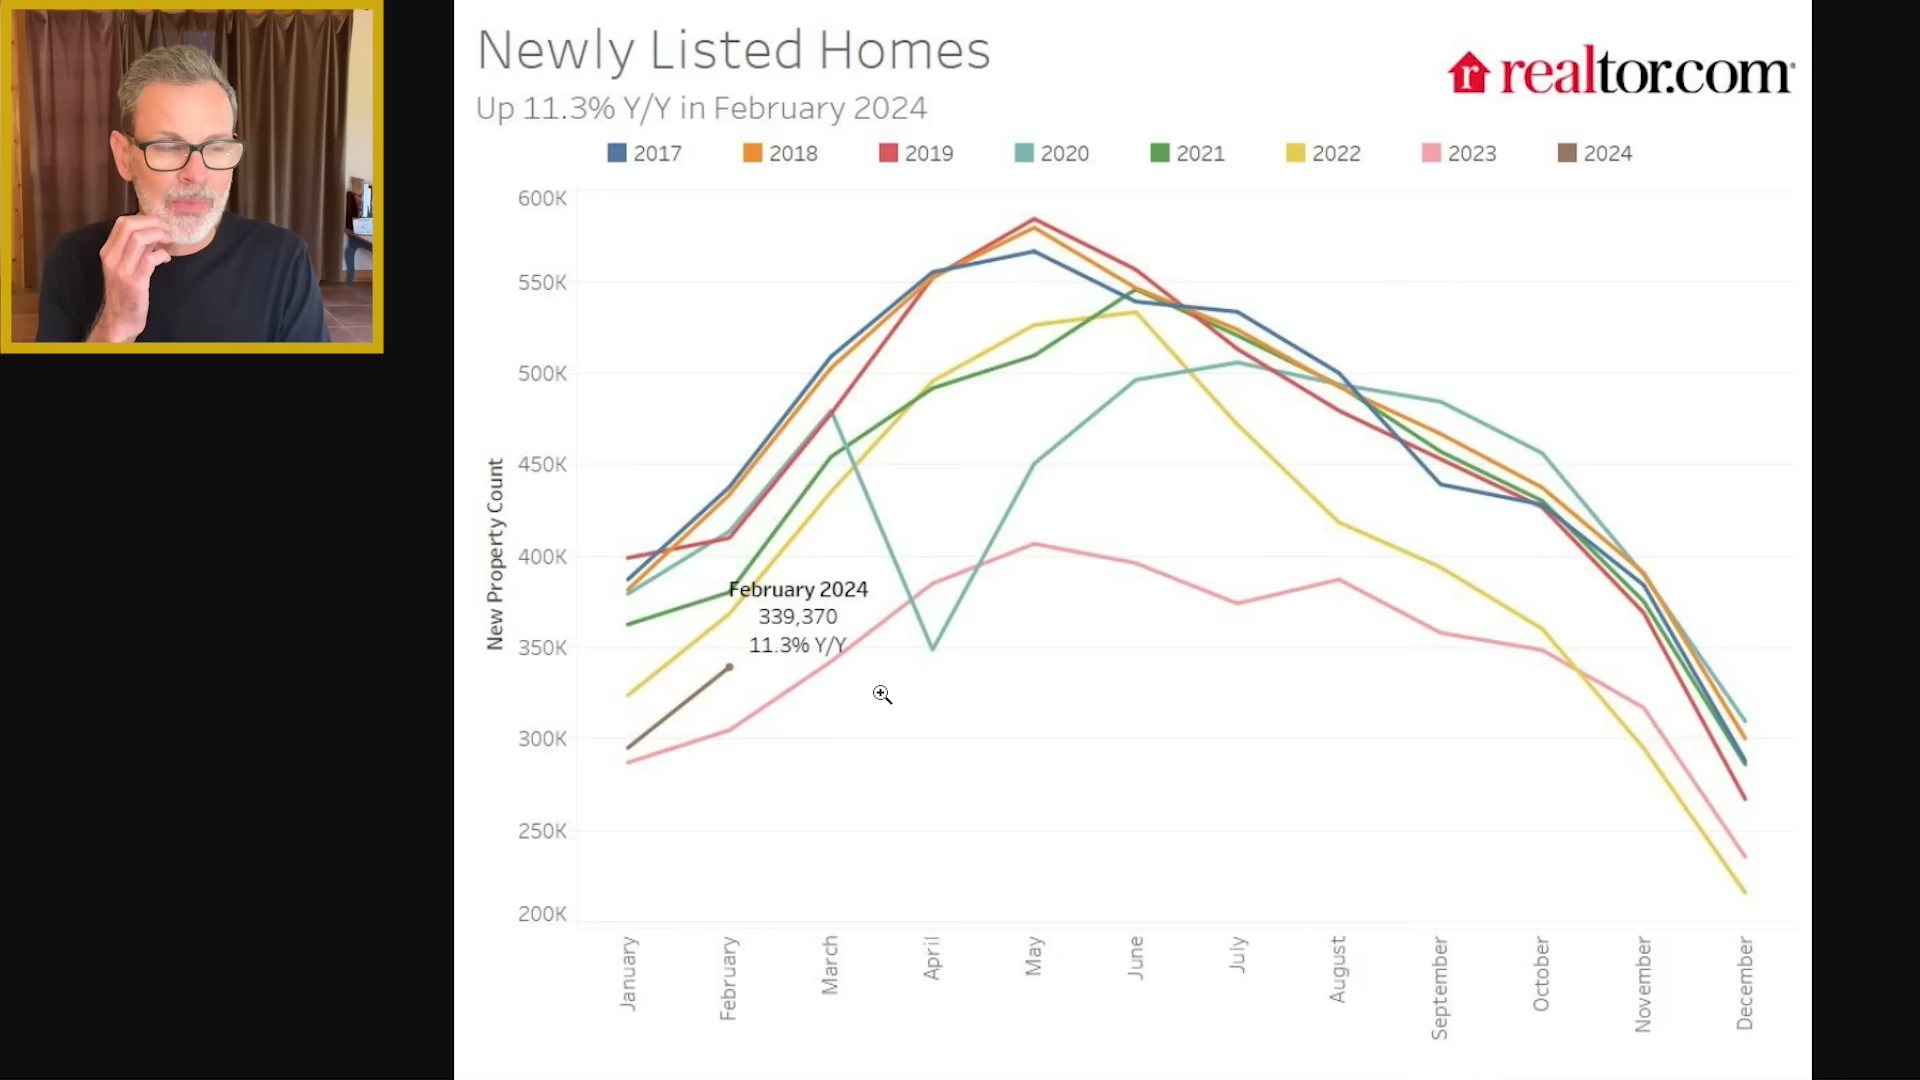 Newly Listed Homes
Up 11.3% Y/Y in February 2024
realtor.com
2017 2018 2019 2020 2021 2022 2023 2024
New Property Count
600K
550K
500K
450K
400K
350K
300K
250K
200K
February 2024
339,370
11.3% Y/Y
January February March April May June July August September October November December